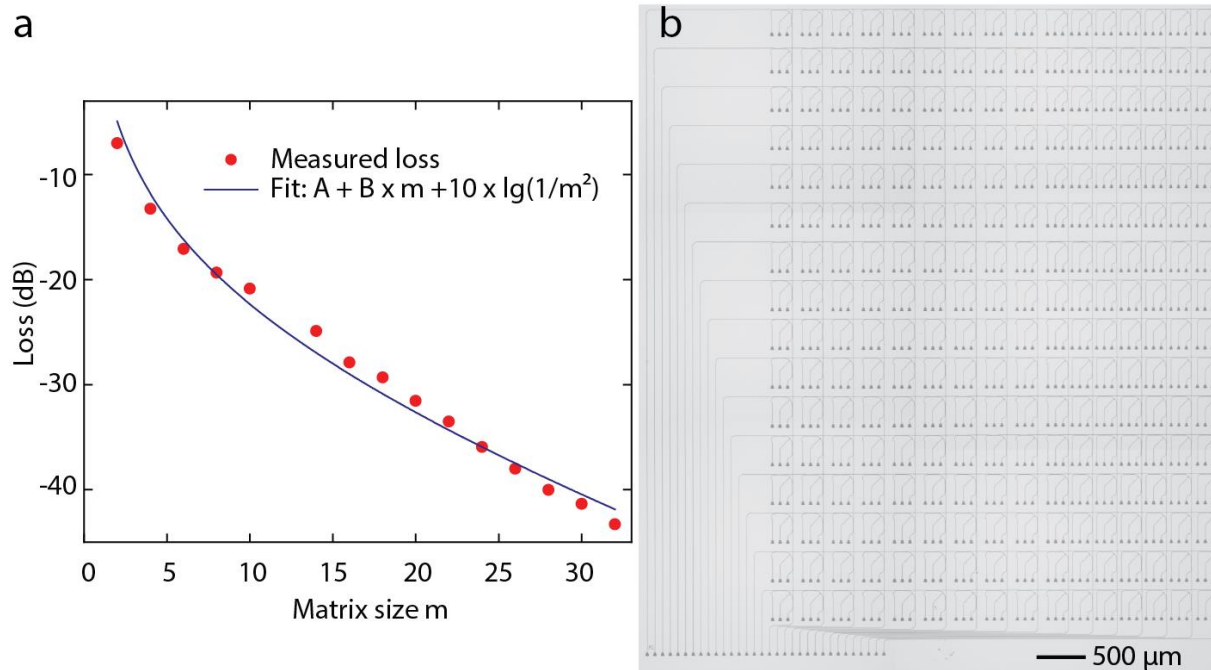 a
b
Measured loss
Fit: A + B x m +10 x lg(1/m²)
Loss (dB)
-10
-20
-30
-40
0 5 10 15 20 25 30
Matrix size m
500 µm